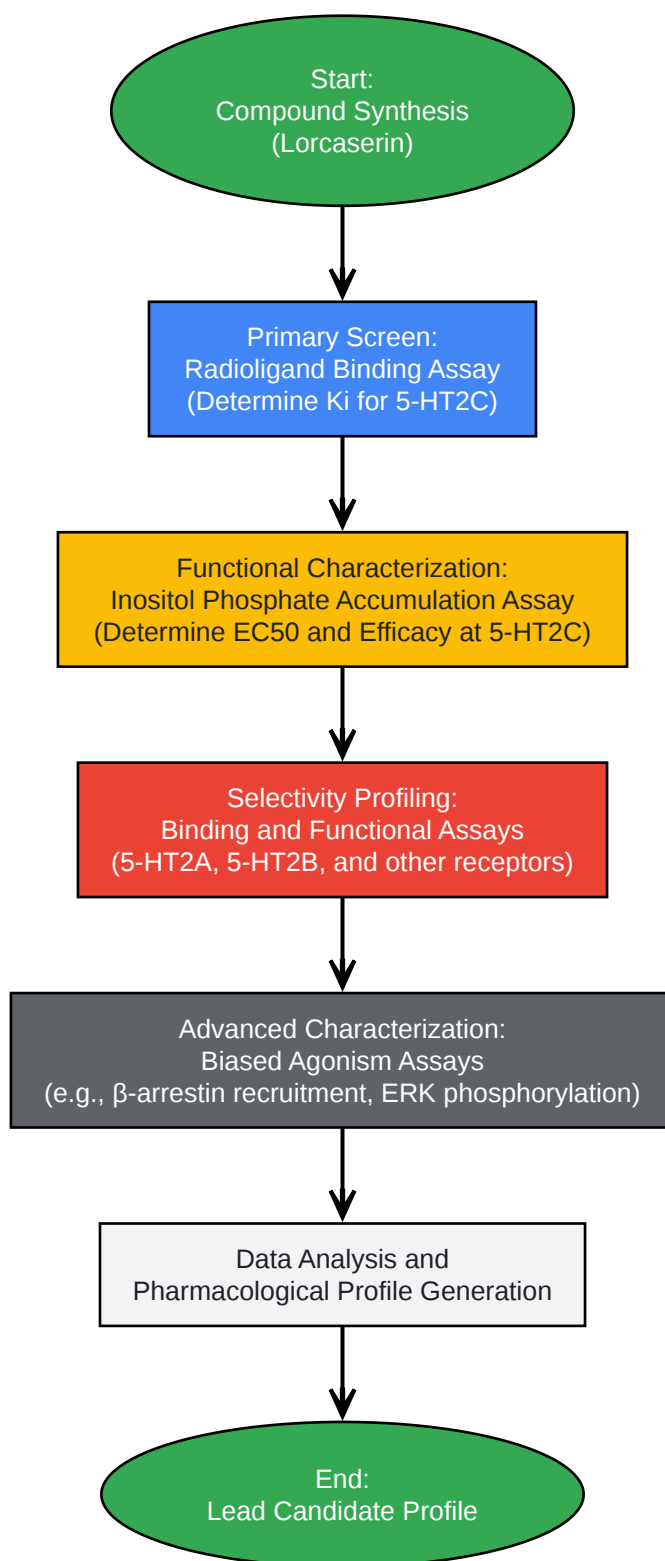 Start:
Compound Synthesis
(Lorcaserin)
Primary Screen:
Radioligand Binding Assay
(Determine Ki for 5-HT2C)
Functional Characterization:
Inositol Phosphate Accumulation Assay
(Determine EC50 and Efficacy at 5-HT2C)
Selectivity Profiling:
Binding and Functional Assays
(5-HT2A, 5-HT2B, and other receptors)
Advanced Characterization:
Biased Agonism Assays
(e.g., β-arrestin recruitment, ERK phosphorylation)
Data Analysis and
Pharmacological Profile Generation
End:
Lead Candidate Profile